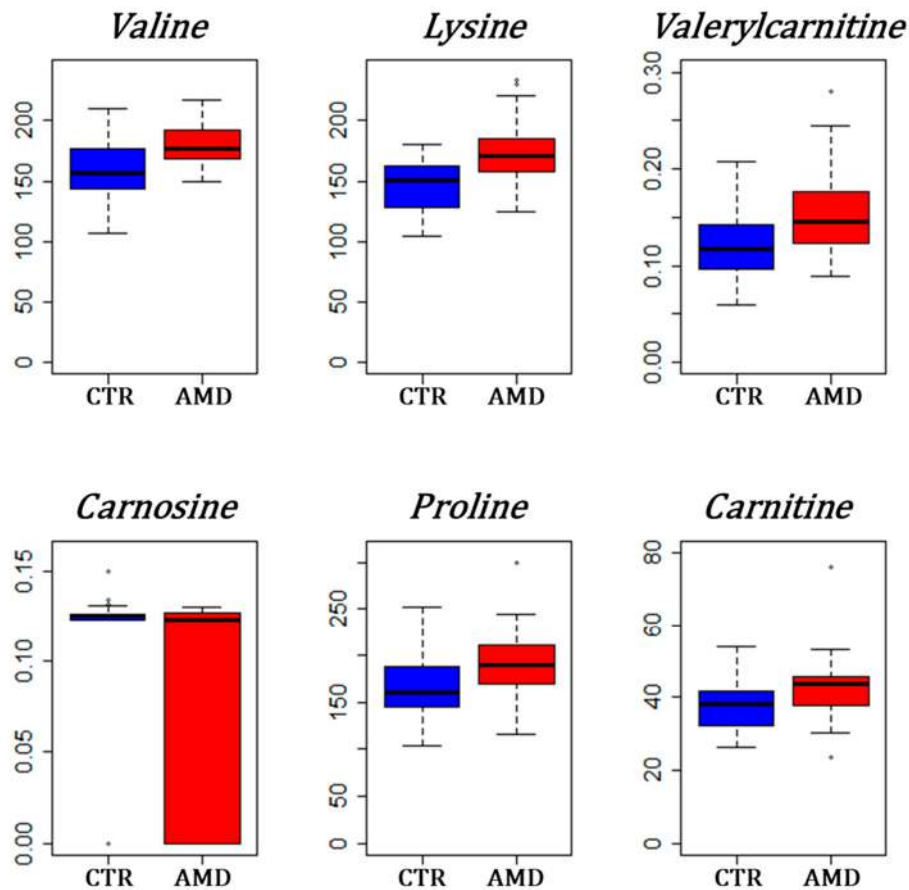 Valine
200
150
100
50
0
CTR AMD
Lysine
200
150
100
50
0
CTR AMD
Valerylcarnitine
0.30
0.20
0.10
0.00
CTR AMD
Carnosine
0.15
0.10
0.05
0.00
CTR AMD
Proline
250
150
50
0
CTR AMD
Carnitine
80
60
40
20
0
CTR AMD